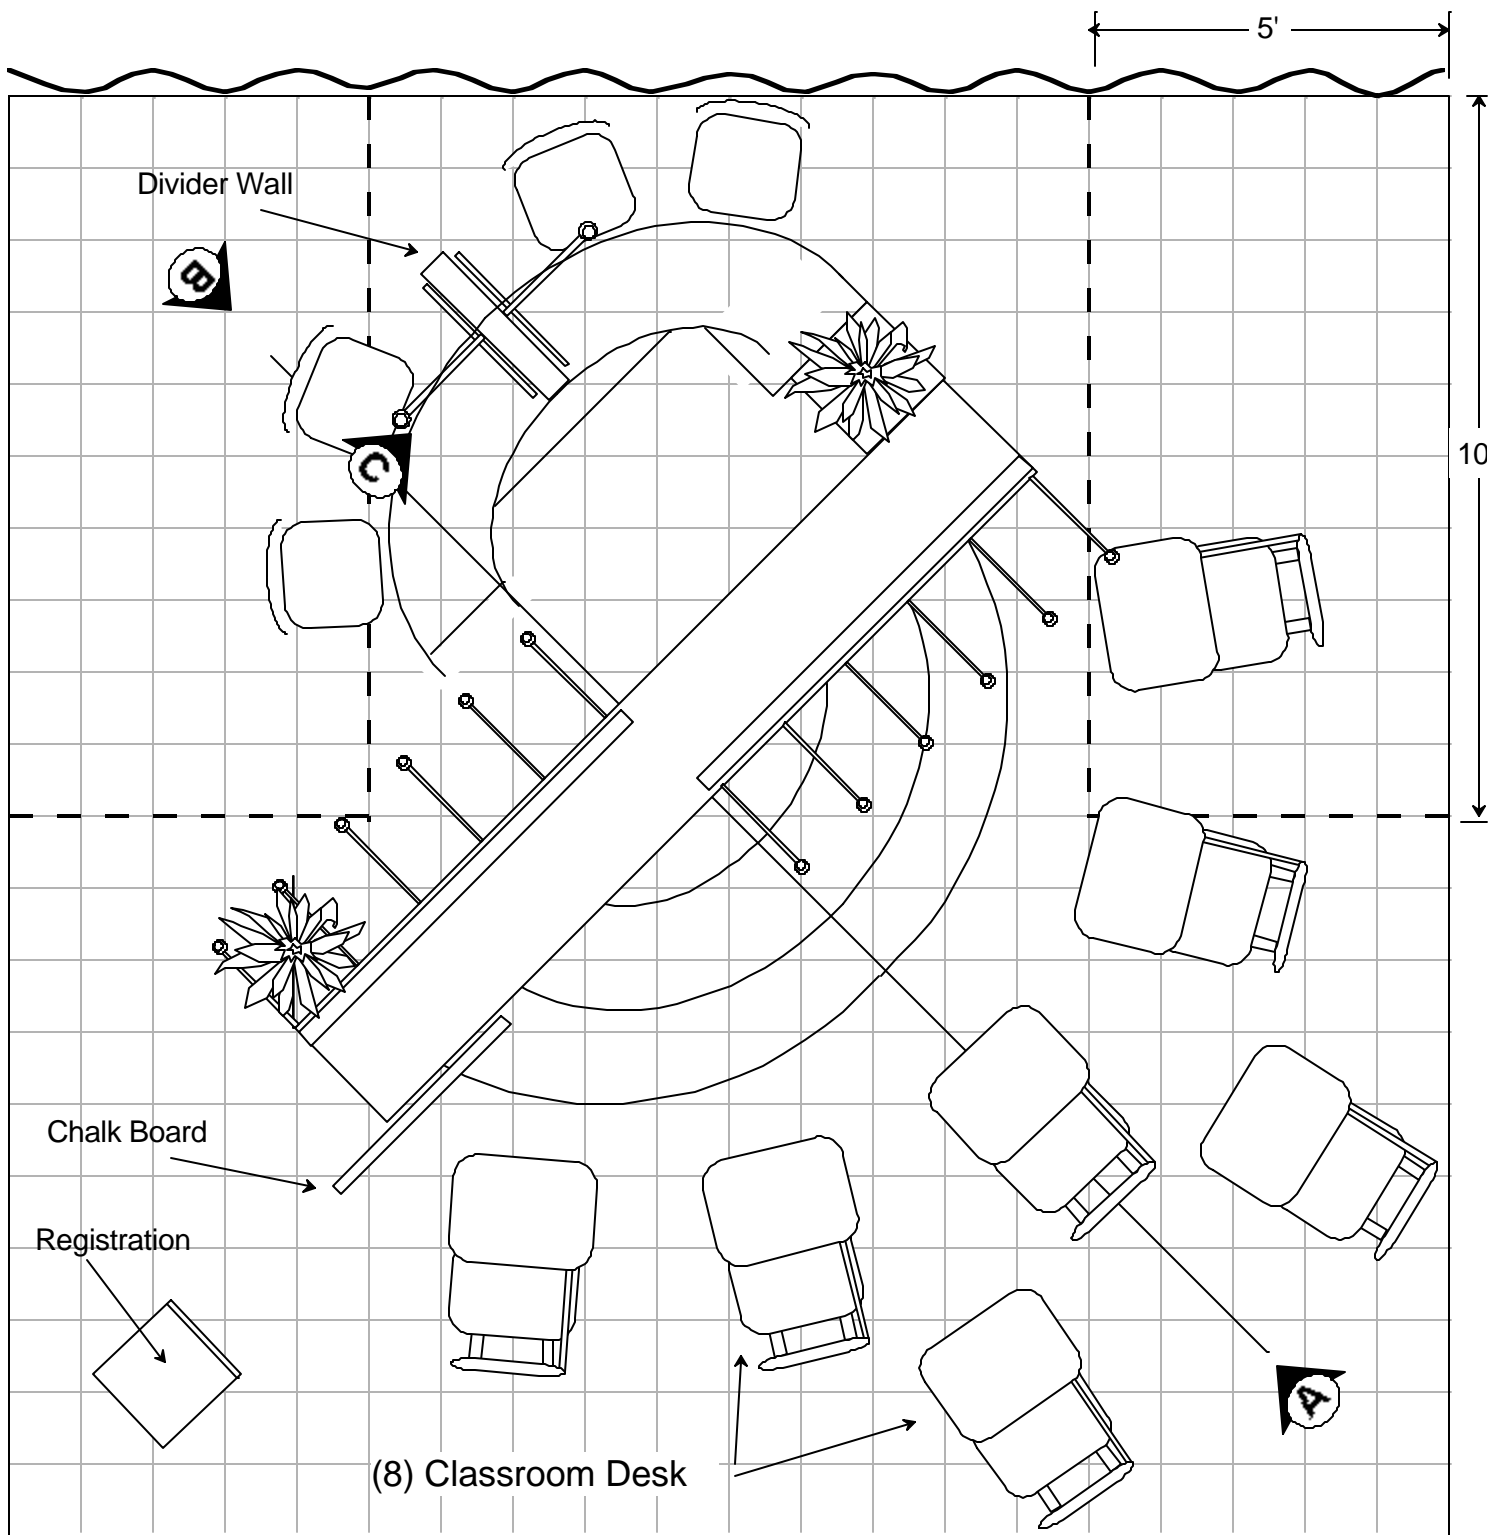 5'
Divider Wall
B
C
10
Chalk Board
Registration
A
(8) Classroom Desk